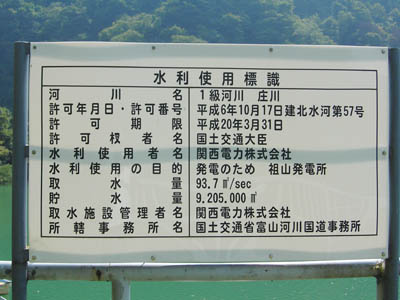 水利使用標識
河川名 1級河川 庄川
許可年月日・許可番号 平成6年10月17日建北水河第57号
許可期限 平成20年3月31日
許可権者名 国土交通大臣
水利使用者名 関西電力株式会社
水利使用の目的 発電のため 祖山発電所
取水量 93.7㎥/sec
貯水量 9.205.000㎥
取水施設管理者名 関西電力株式会社
所轄事務所名 国土交通省富山河川国道事務所